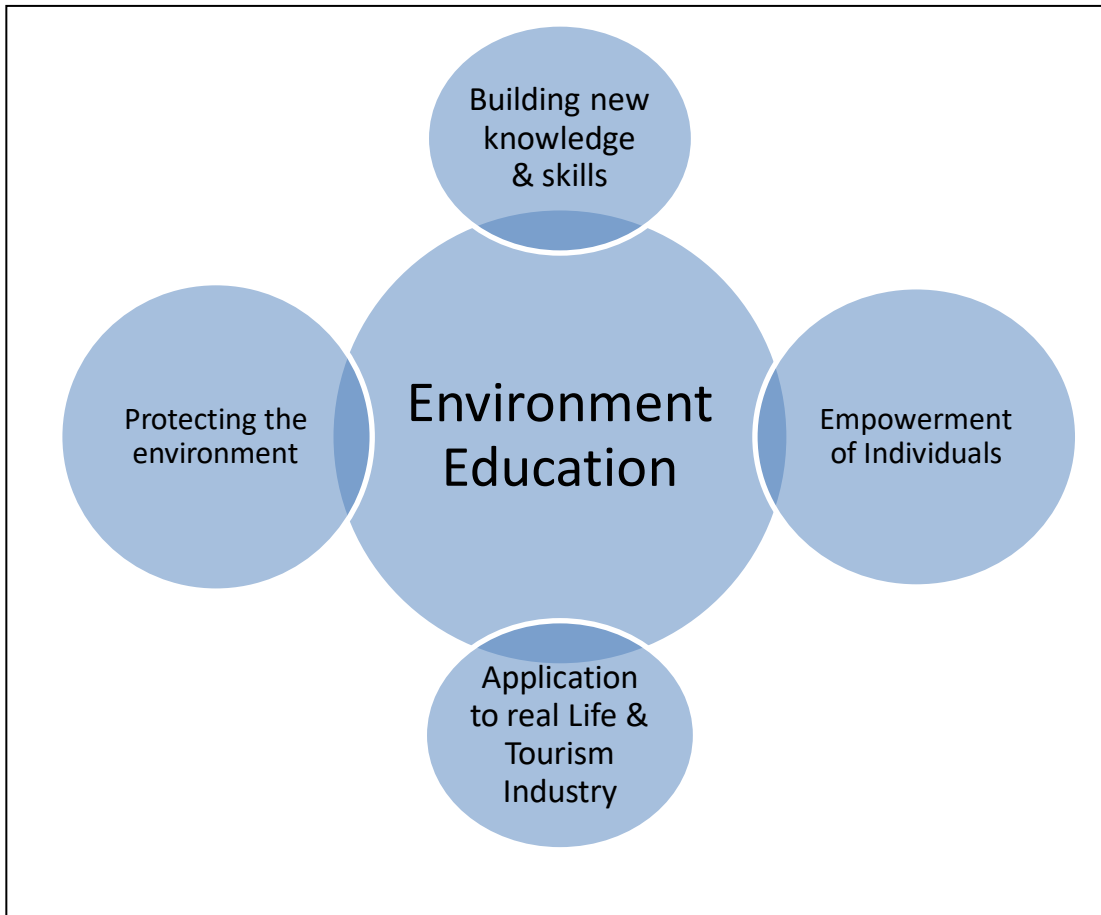 Building new
knowledge
& skills
Protecting the
environment
Environment
Education
Empowerment
of Individuals
Application
to real Life &
Tourism
Industry